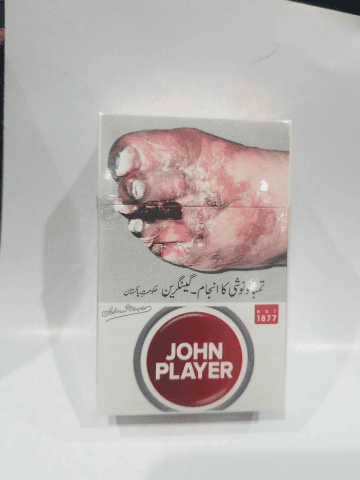 تمباکو نوشی کا انجام۔ گینگرین حکومتِ پاکستان
John Player
EST
1877
JOHN
PLAYER